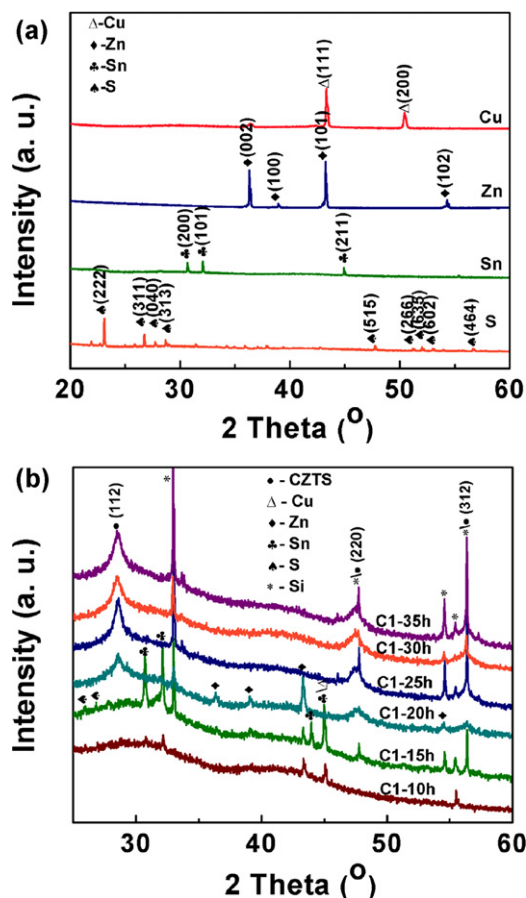 (a)
Δ-Cu
♦-Zn
♣-Sn
♠-S
Δ(111)
Δ(200)
Cu
♦(002)
♦(100)
♦(101)
♦(102)
Zn
♣(200)
♣(101)
♣(211)
Sn
♠(222)
♠(311)
♠(040)
♠(313)
♠(515)
♠(266)
♠(635)
♠(602)
♠(464)
S
Intensity (a. u.)
20 30 40 50 60
2 Theta (°)
(b)
● - CZTS
Δ - Cu
♦ - Zn
♣ - Sn
♠ - S
* - Si
● (112)
*
*\● (220)
*
*
*\● (312)
C1-35h
C1-30h
C1-25h
C1-20h
C1-15h
C1-10h
Intensity (a. u.)
30 40 50 60
2 Theta (°)